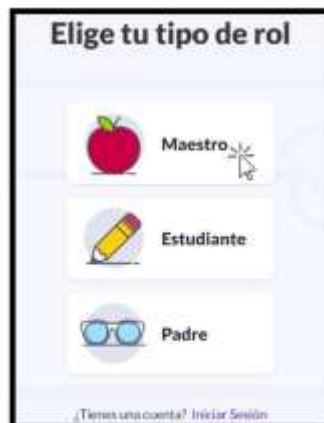 Elige tu tipo de rol
Maestro
Estudiante
Padre
¿Tienes una cuenta? Iniciar Sesión